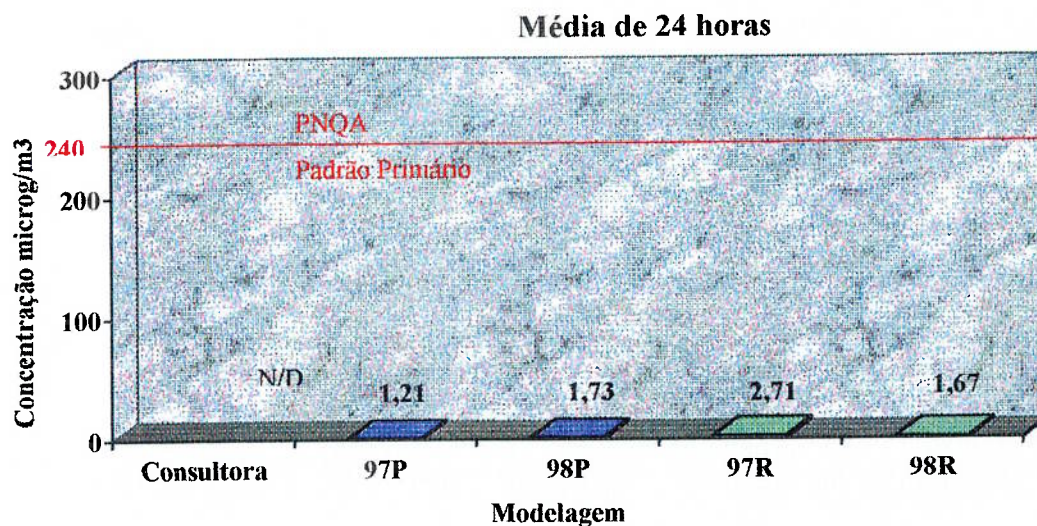 Média de 24 horas
Concentração microg/m3
300
240
200
100
0
PNQA
Padrão Primário
N/D
1,21
1,73
2,71
1,67
Consultora
97P
98P
97R
98R
Modelagem